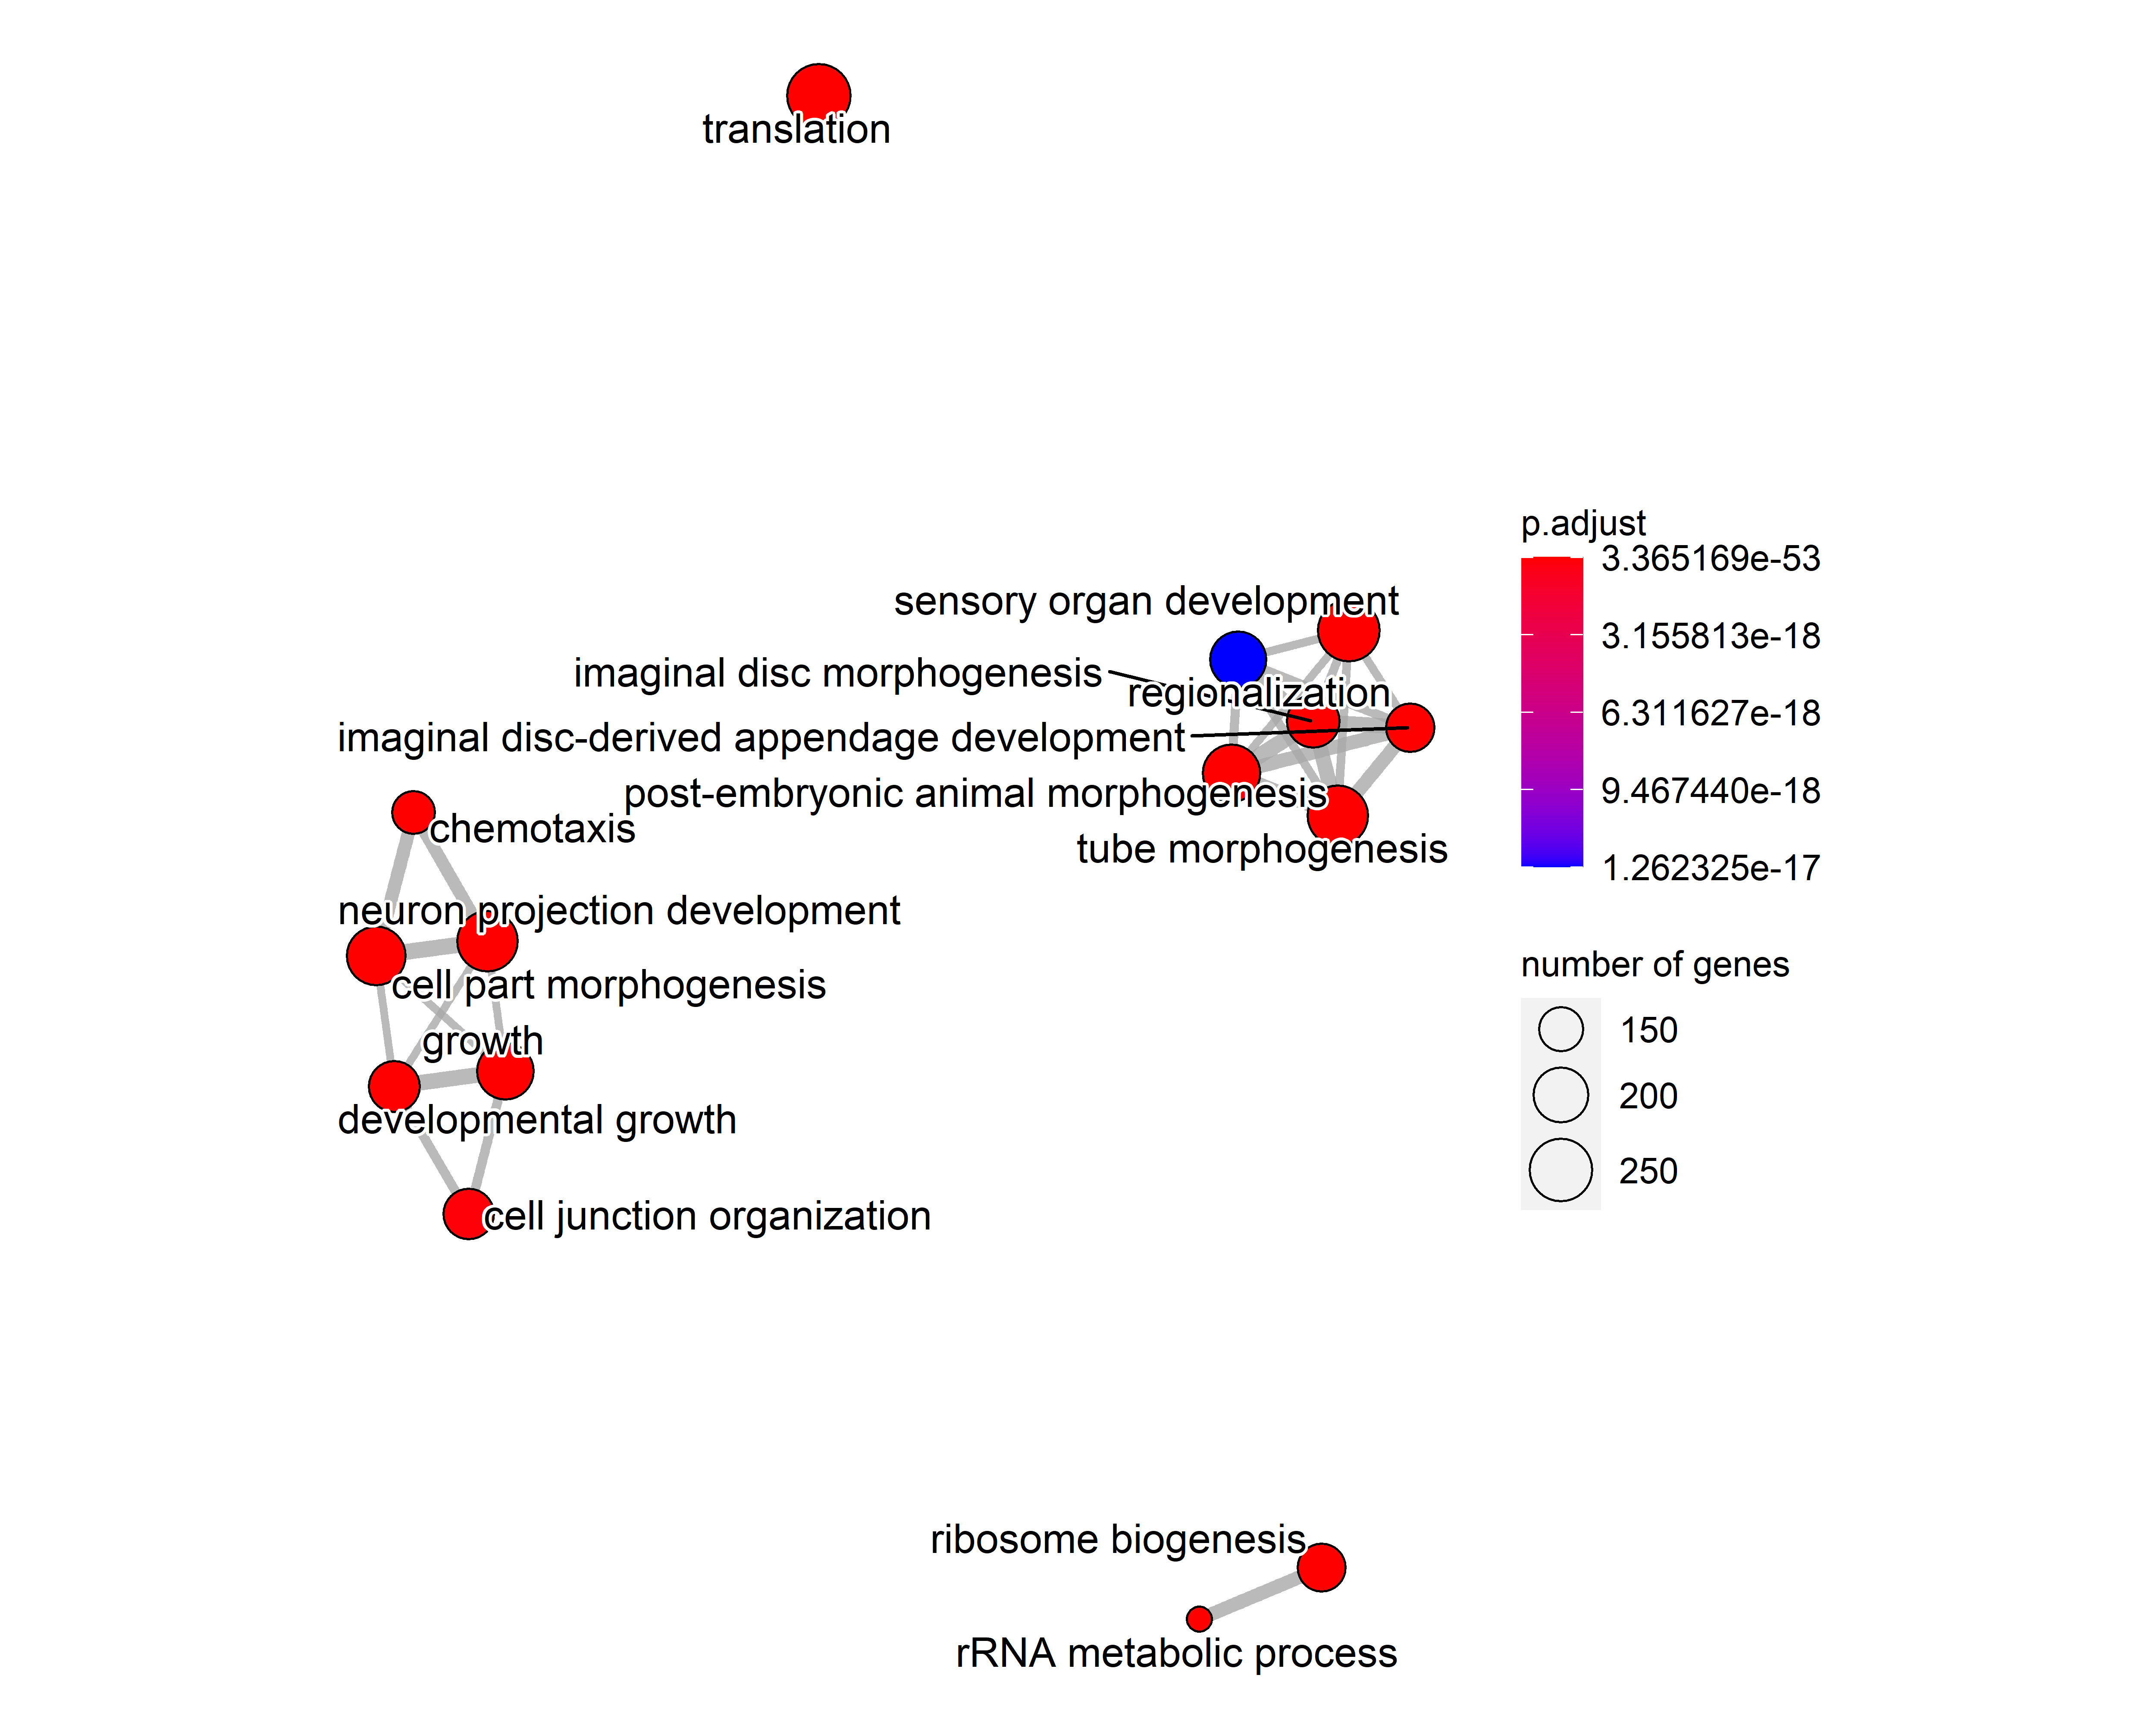 translation
p.adjust
3.365169e-53
3.155813e-18
6.311627e-18
9.467440e-18
1.262325e-17
sensory organ development
imaginal disc morphogenesis
regionalization
imaginal disc-derived appendage development
post-embryonic animal morphogenesis
tube morphogenesis
chemotaxis
neuron projection development
cell part morphogenesis
growth
developmental growth
cell junction organization
number of genes
150
200
250
ribosome biogenesis
rRNA metabolic process